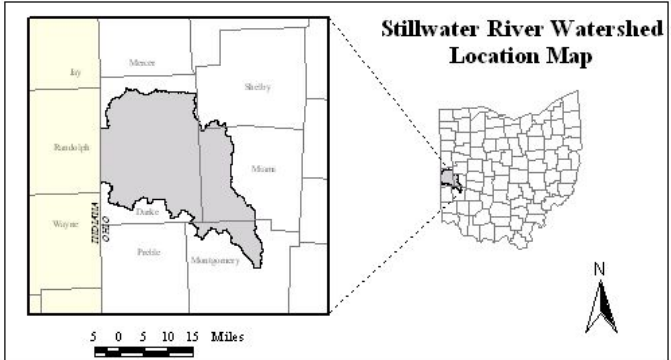 Stillwater River Watershed
Location Map
Jay
Mercer
Shelby
Randolph
Miami
Darke
Wayne
INDIANA
OHIO
Preble
Montgomery
N
5 0 5 10 15 Miles